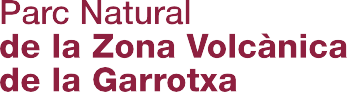 Parc Natural
de la Zona Volcànica
de la Garrotxa